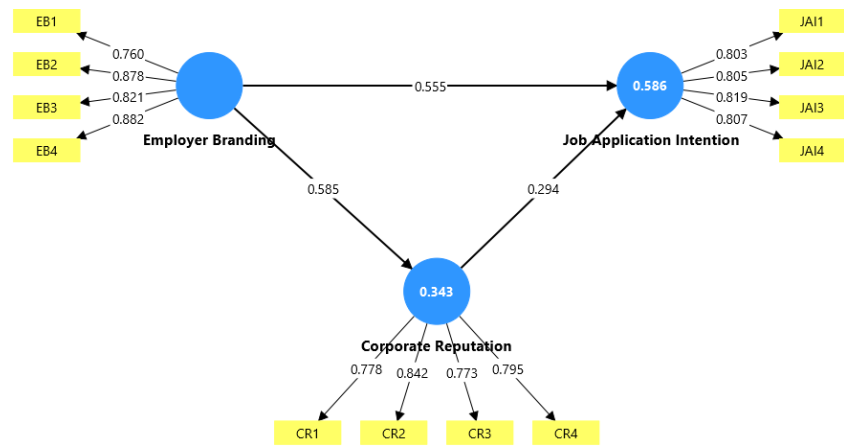 EB1
EB2
EB3
EB4
0.760
0.878
0.821
0.882
Employer Branding
0.555
0.585
0.294
0.586
Job Application Intention
0.803
0.805
0.819
0.807
JAI1
JAI2
JAI3
JAI4
0.343
Corporate Reputation
0.778
0.842
0.773
0.795
CR1
CR2
CR3
CR4